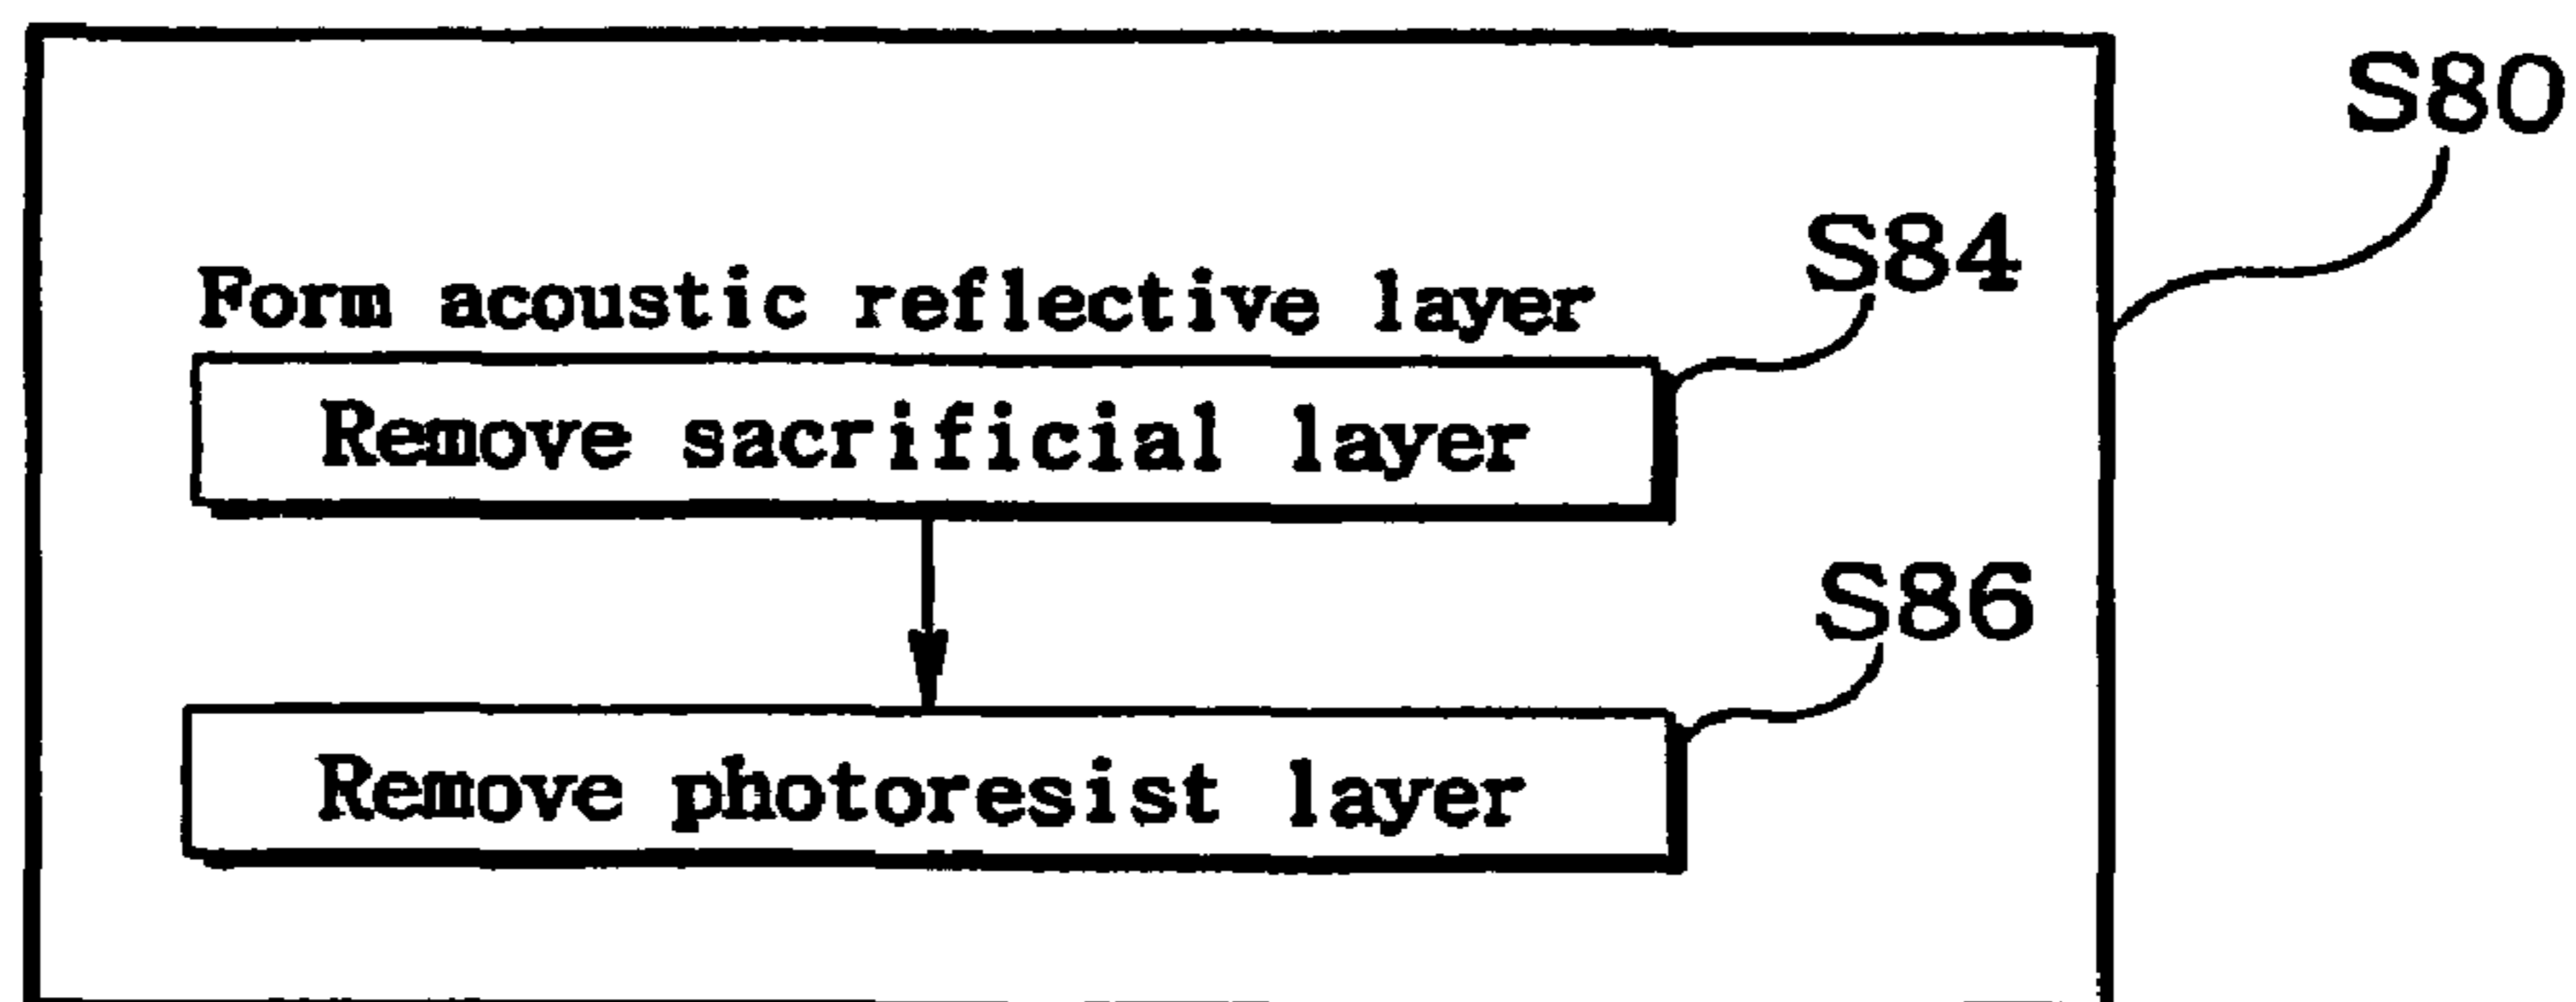 S80
S84
Form acoustic reflective layer
Remove sacrificial layer
S86
Remove photoresist layer